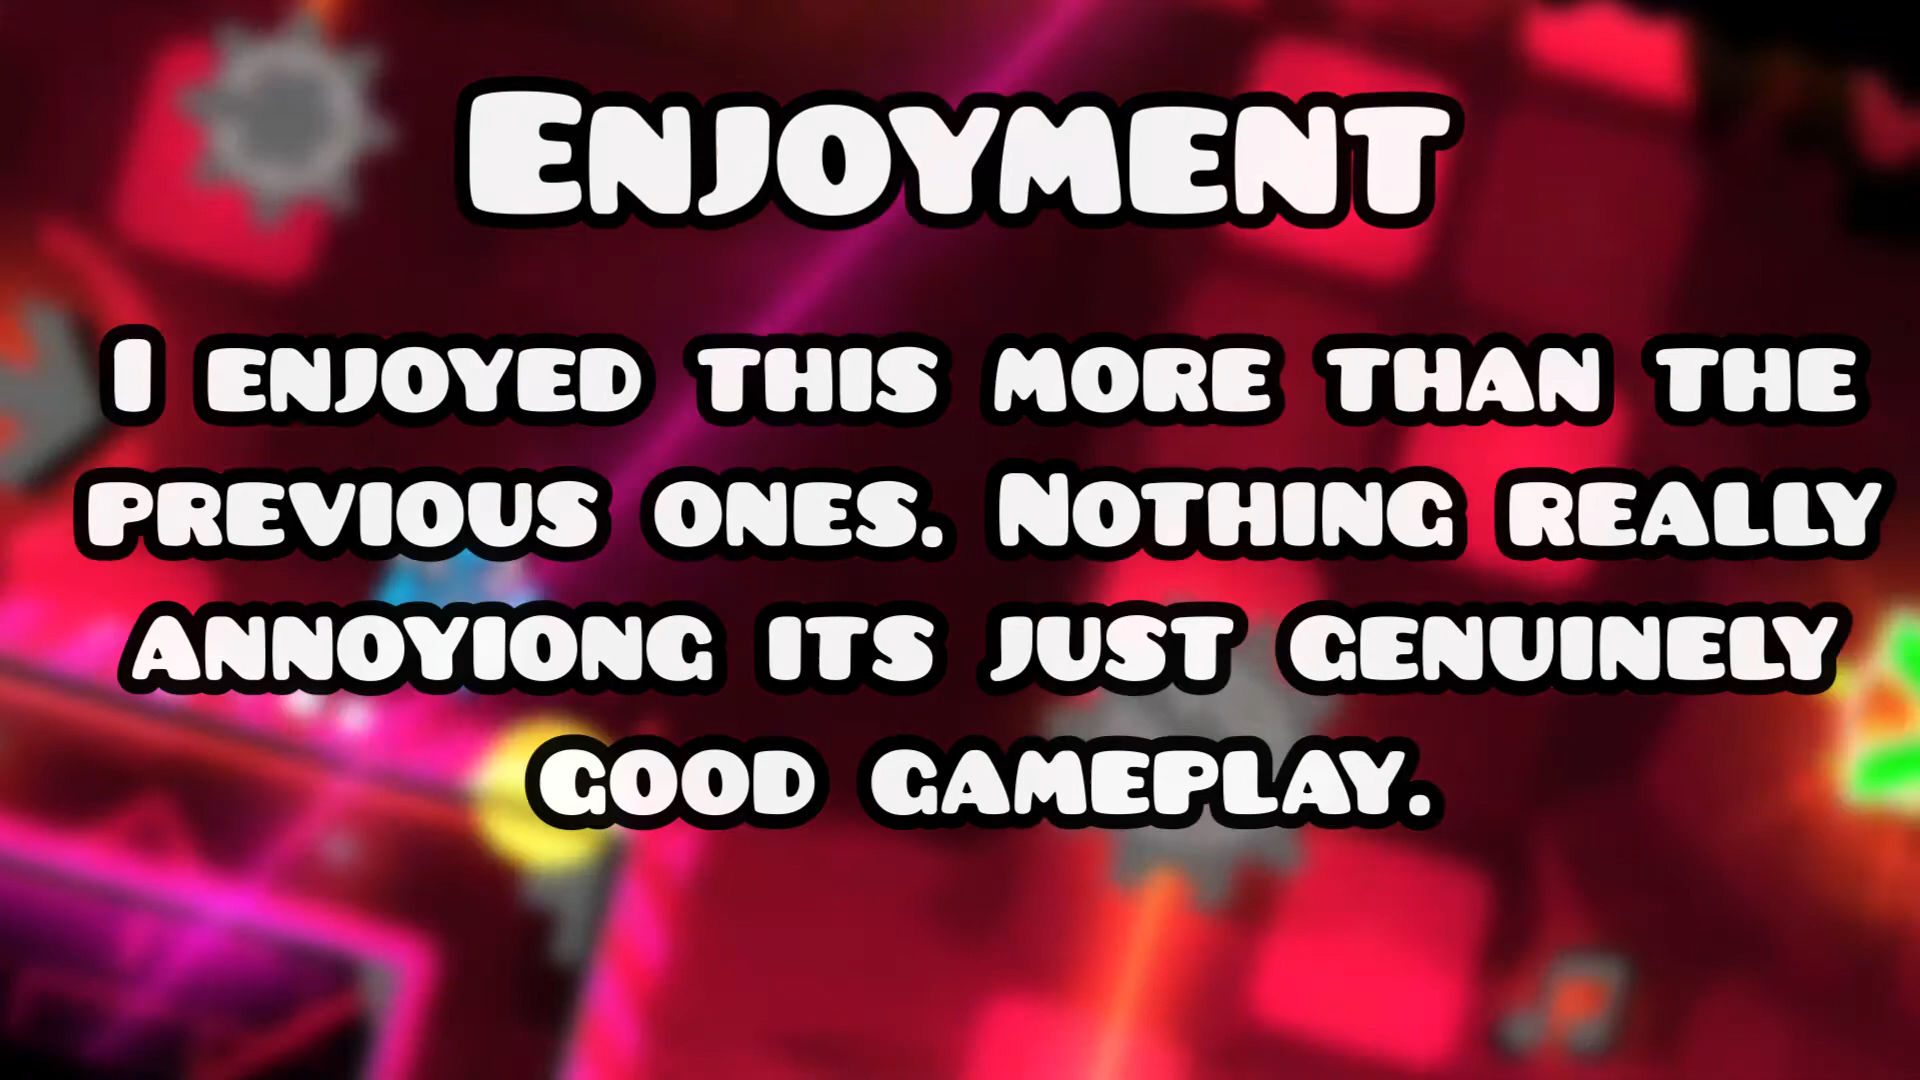 Enjoyment
I enjoyed this more than the
previous ones. Nothing really
annoyiong its just genuinely
good gameplay.